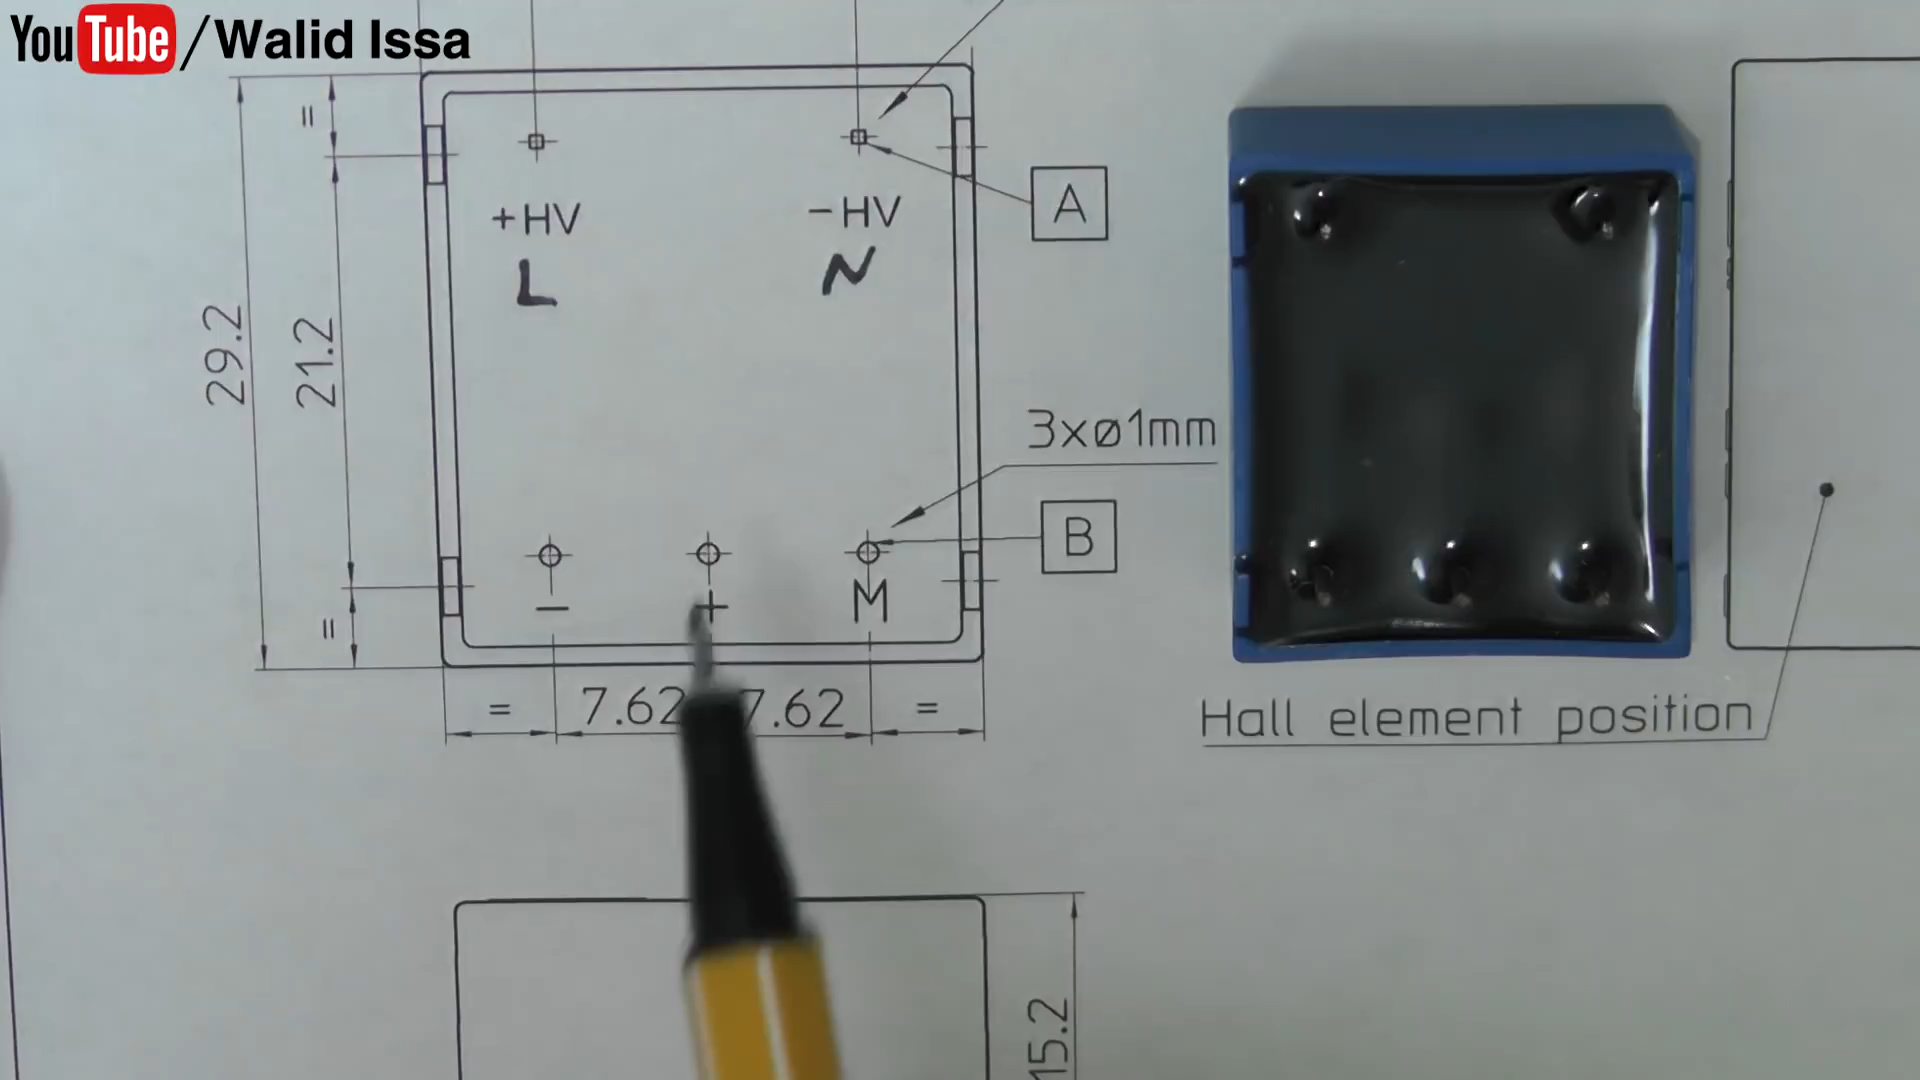 YouTube/Walid Issa
=
+HV
-HV
A
L
N
29.2
21.2
3xø1mm
B
=
−
+
M
=
7.62
7.62
=
Hall element position
15.2